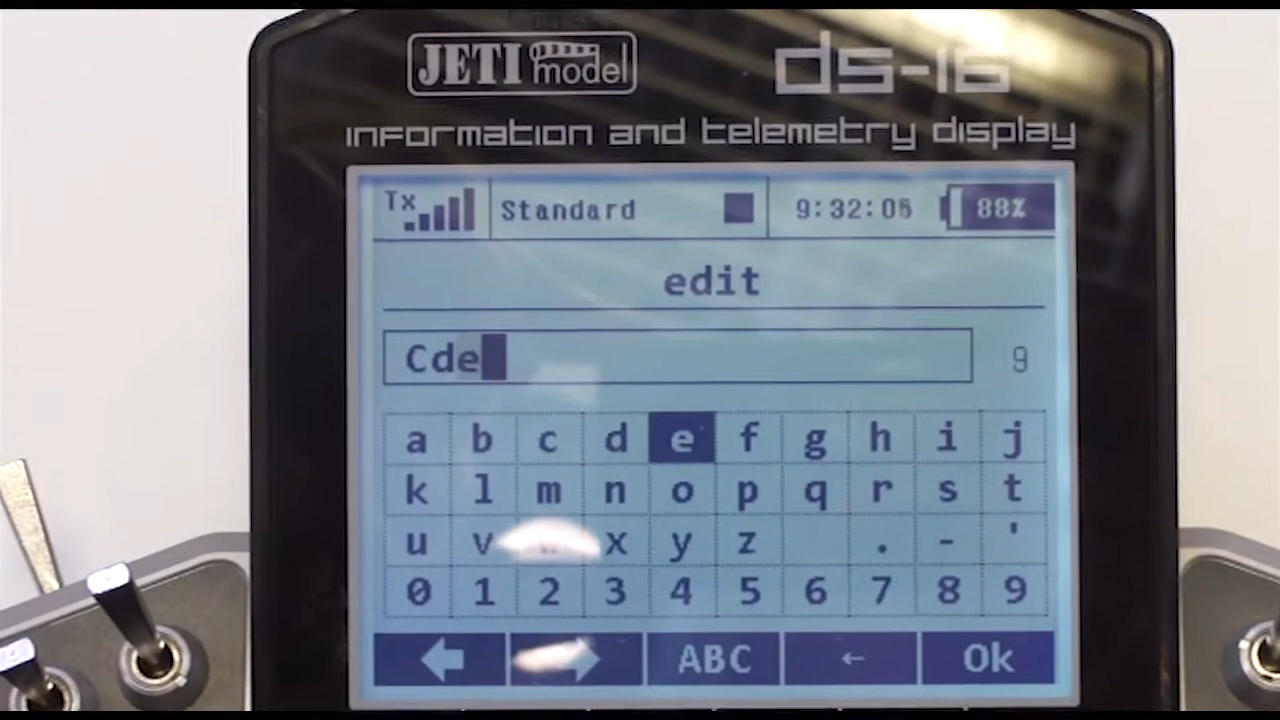 JETI model DS-16
information and telemetry display
Tx Standard 9:32:05 88%
edit
Cde 9
a b c d e f g h i j
k l m n o p q r s t
u v x y z . - '
0 1 2 3 4 5 6 7 8 9
ABC ← Ok